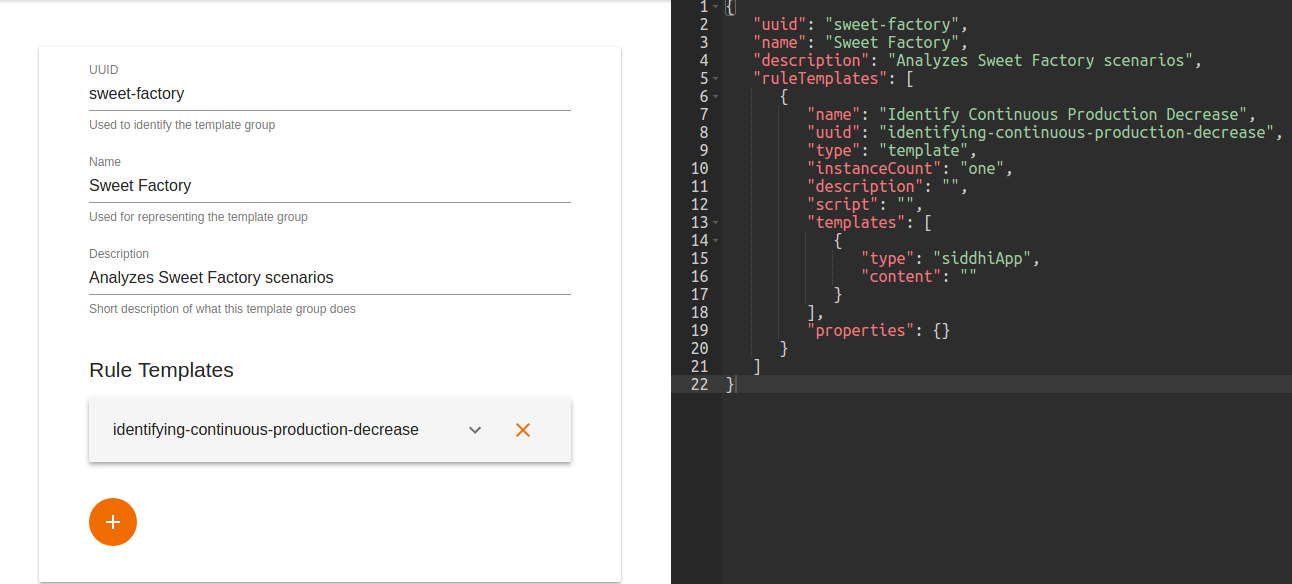 UUID
sweet-factory
Used to identify the template group
Name
Sweet Factory
Used for representing the template group
Description
Analyzes Sweet Factory scenarios
Short description of what this template group does
Rule Templates
identifying-continuous-production-decrease
+
1 {
2 "uuid": "sweet-factory",
3 "name": "Sweet Factory",
4 "description": "Analyzes Sweet Factory scenarios",
5 "ruleTemplates": [
6 {
7 "name": "Identify Continuous Production Decrease",
8 "uuid": "identifying-continuous-production-decrease",
9 "type": "template",
10 "instanceCount": "one",
11 "description": "",
12 "script": "",
13 "templates": [
14 {
15 "type": "siddhiApp",
16 "content": ""
17 }
18 ],
19 "properties": {}
20 }
21 ]
22 }